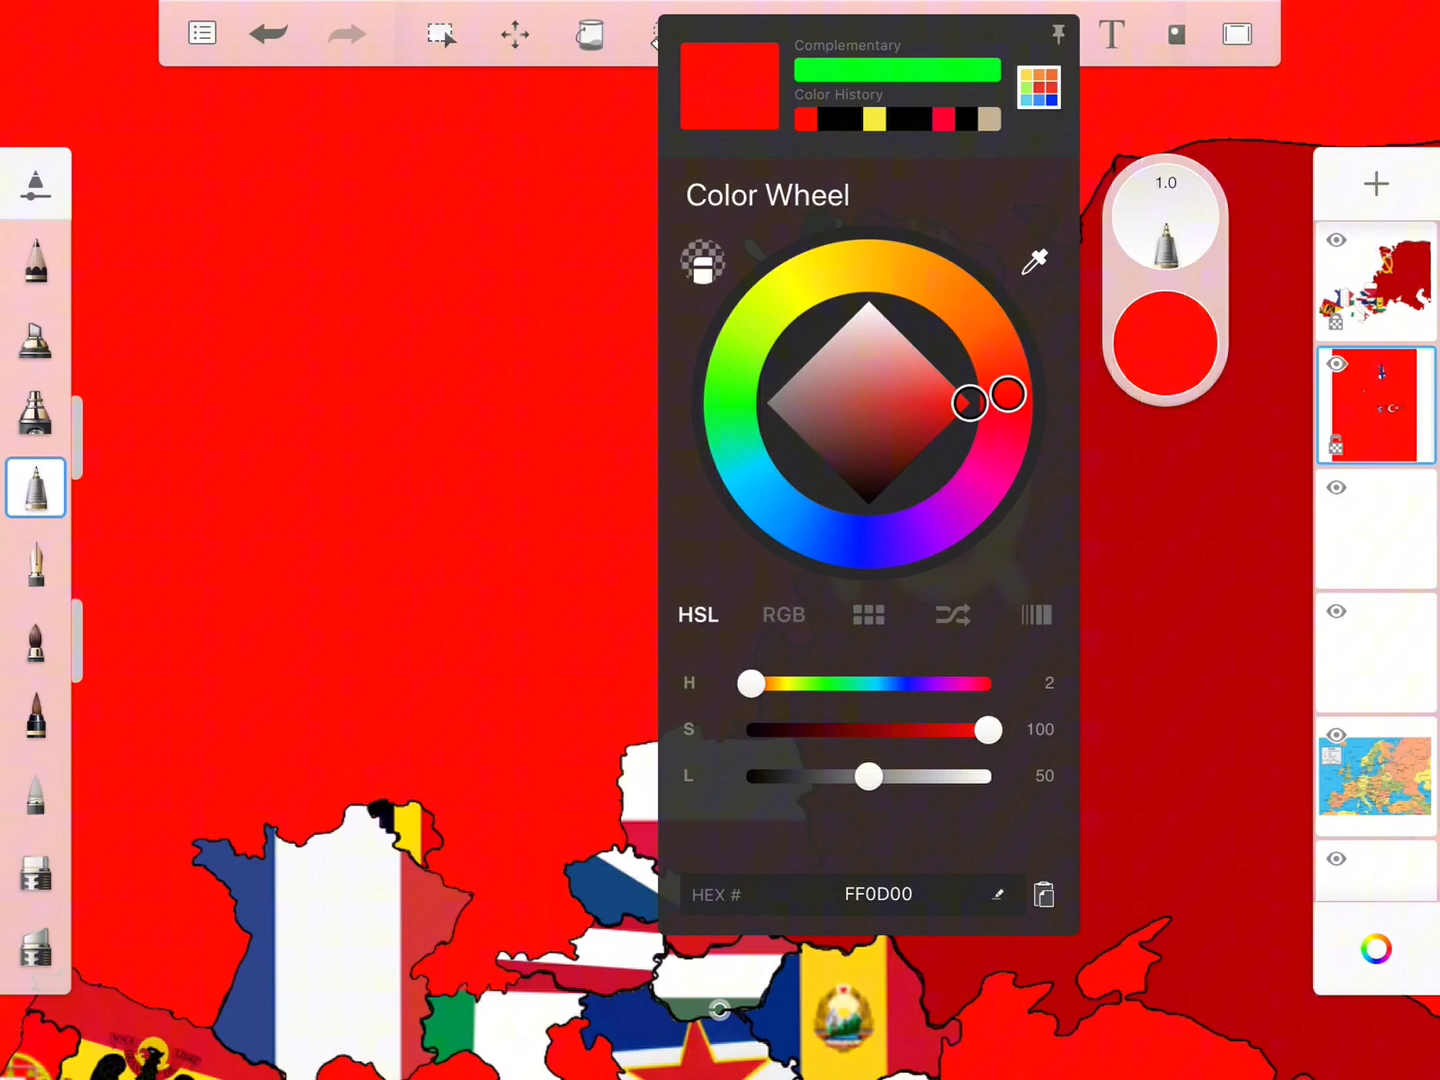 Complementary
Color History
T
1.0
Color Wheel
HSL RGB
H 2
S 100
L 50
HEX # FF0D00